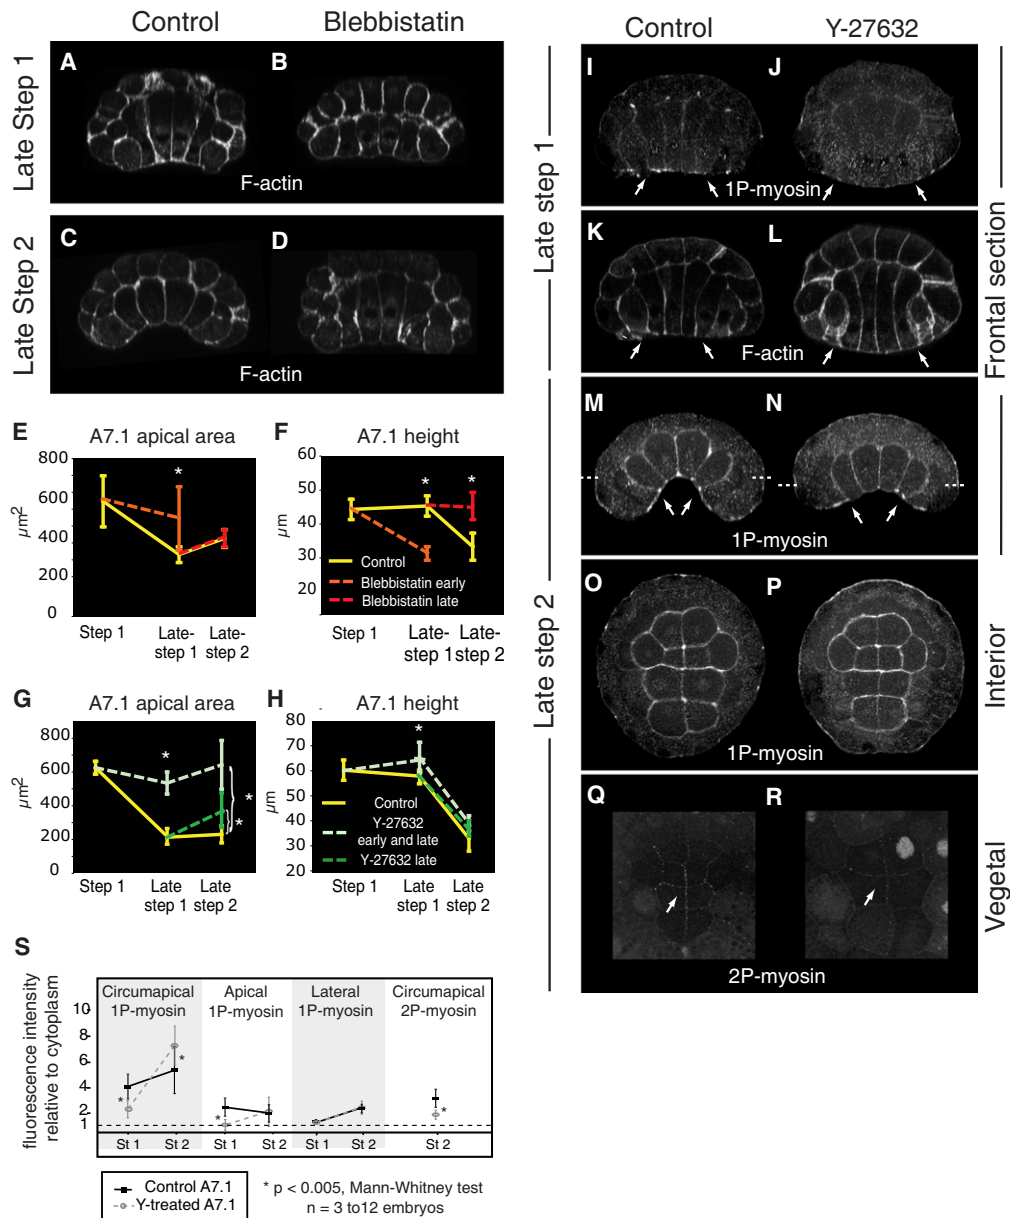 Control
Blebbistatin
Late Step 1
A
B
F-actin
Late Step 2
C
D
F-actin
E
A7.1 apical area
800
600
400
200
0
µm²
*
Step 1
Late-
step 1
Late-
step 2
F
A7.1 height
60
50
40
30
20
10
µm
*
*
Control
Blebbistatin early
Blebbistatin late
Step 1
Late-
step 1
Late-
step 2
G
A7.1 apical area
800
600
400
200
0
µm²
*
*
*
Step 1
Late
step 1
Late
step 2
H
A7.1 height
80
70
60
50
40
30
20
µm
*
Control
Y-27632
early and late
Y-27632 late
Step 1
Late
step 1
Late
step 2
Control
Y-27632
Late step 1
Frontal section
I
J
1P-myosin
K
L
F-actin
Late step 2
M
N
1P-myosin
Interior
O
P
1P-myosin
Vegetal
Q
R
2P-myosin
S
fluorescence intensity
relative to cytoplasm
10
8
6
4
2
1
Circumapical
1P-myosin
Apical
1P-myosin
Lateral
1P-myosin
Circumapical
2P-myosin
*
*
*
*
St 1
St 2
St 1
St 2
St 1
St 2
St 2
Control A7.1
Y-treated A7.1
* p < 0.005, Mann-Whitney test
n = 3 to12 embryos